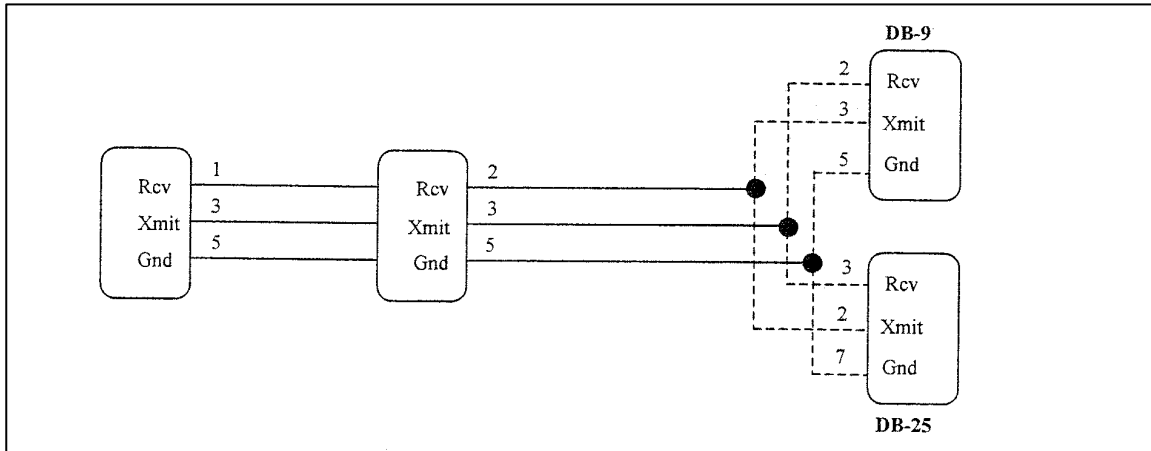 DB-9
2
Rcv
3
Xmit
5
Gnd
1
Rcv
3
Xmit
5
Gnd
2
Rcv
3
Xmit
5
Gnd
3
Rcv
2
Xmit
7
Gnd
DB-25